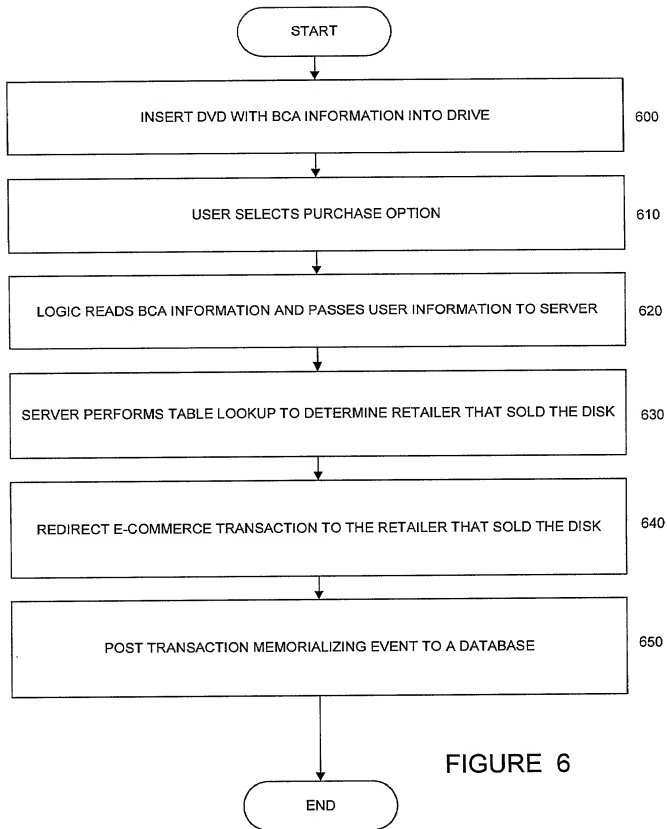 START
INSERT DVD WITH BCA INFORMATION INTO DRIVE
600
USER SELECTS PURCHASE OPTION
610
LOGIC READS BCA INFORMATION AND PASSES USER INFORMATION TO SERVER
620
SERVER PERFORMS TABLE LOOKUP TO DETERMINE RETAILER THAT SOLD THE DISK
630
REDIRECT E-COMMERCE TRANSACTION TO THE RETAILER THAT SOLD THE DISK
640
POST TRANSACTION MEMORIALIZING EVENT TO A DATABASE
650
FIGURE 6
END